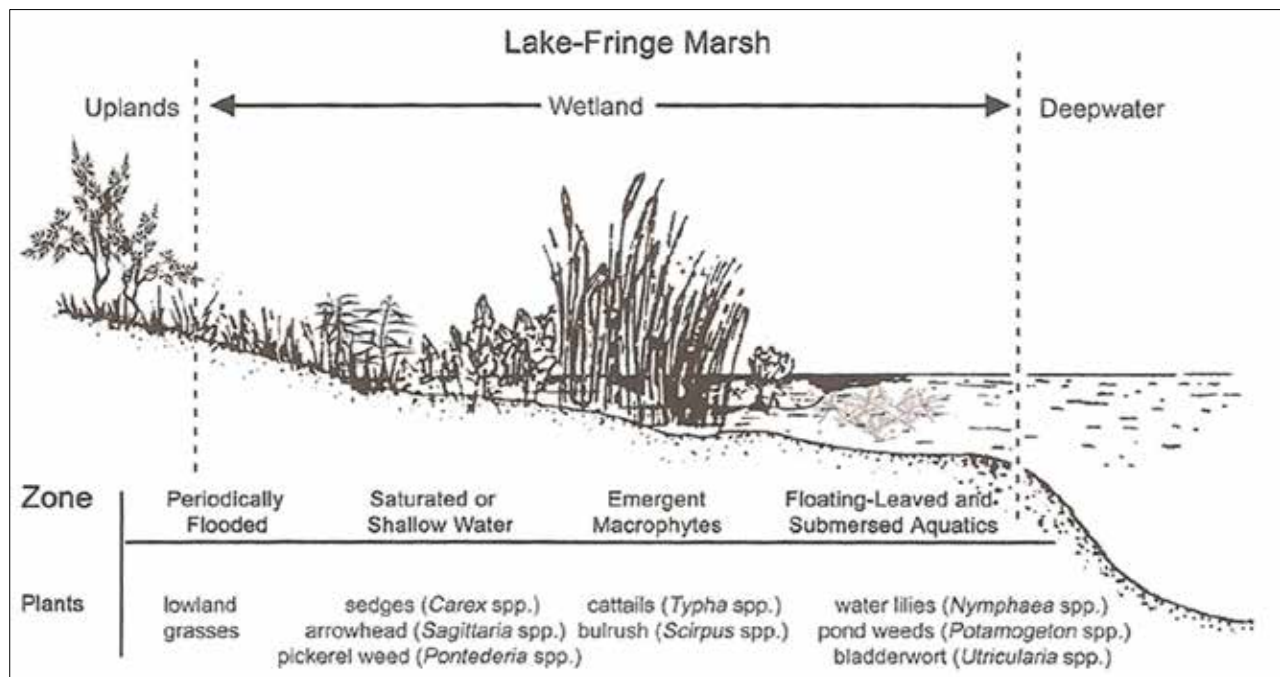 Lake-Fringe Marsh
Uplands
Wetland
Deepwater
Zone
Periodically
Flooded
Saturated or
Shallow Water
Emergent
Macrophytes
Floating-Leaved and
Submersed Aquatics
Plants
lowland
grasses
sedges (Carex spp.)
arrowhead (Sagittaria spp.)
pickerel weed (Pontederia spp.)
cattails (Typha spp.)
bulrush (Scirpus spp.)
water lilies (Nymphaea spp.)
pond weeds (Potamogeton spp.)
bladderwort (Utricularia spp.)